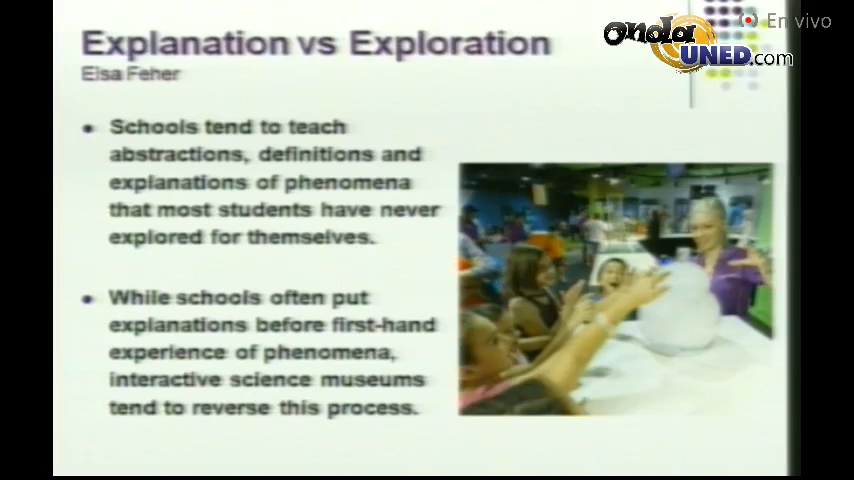 Explanation vs Exploration
Elsa Feher
onda
UNED.com
En vivo
• Schools tend to teach
abstractions, definitions and
explanations of phenomena
that most students have never
explored for themselves.
• While schools often put
explanations before first-hand
experience of phenomena,
interactive science museums
tend to reverse this process.